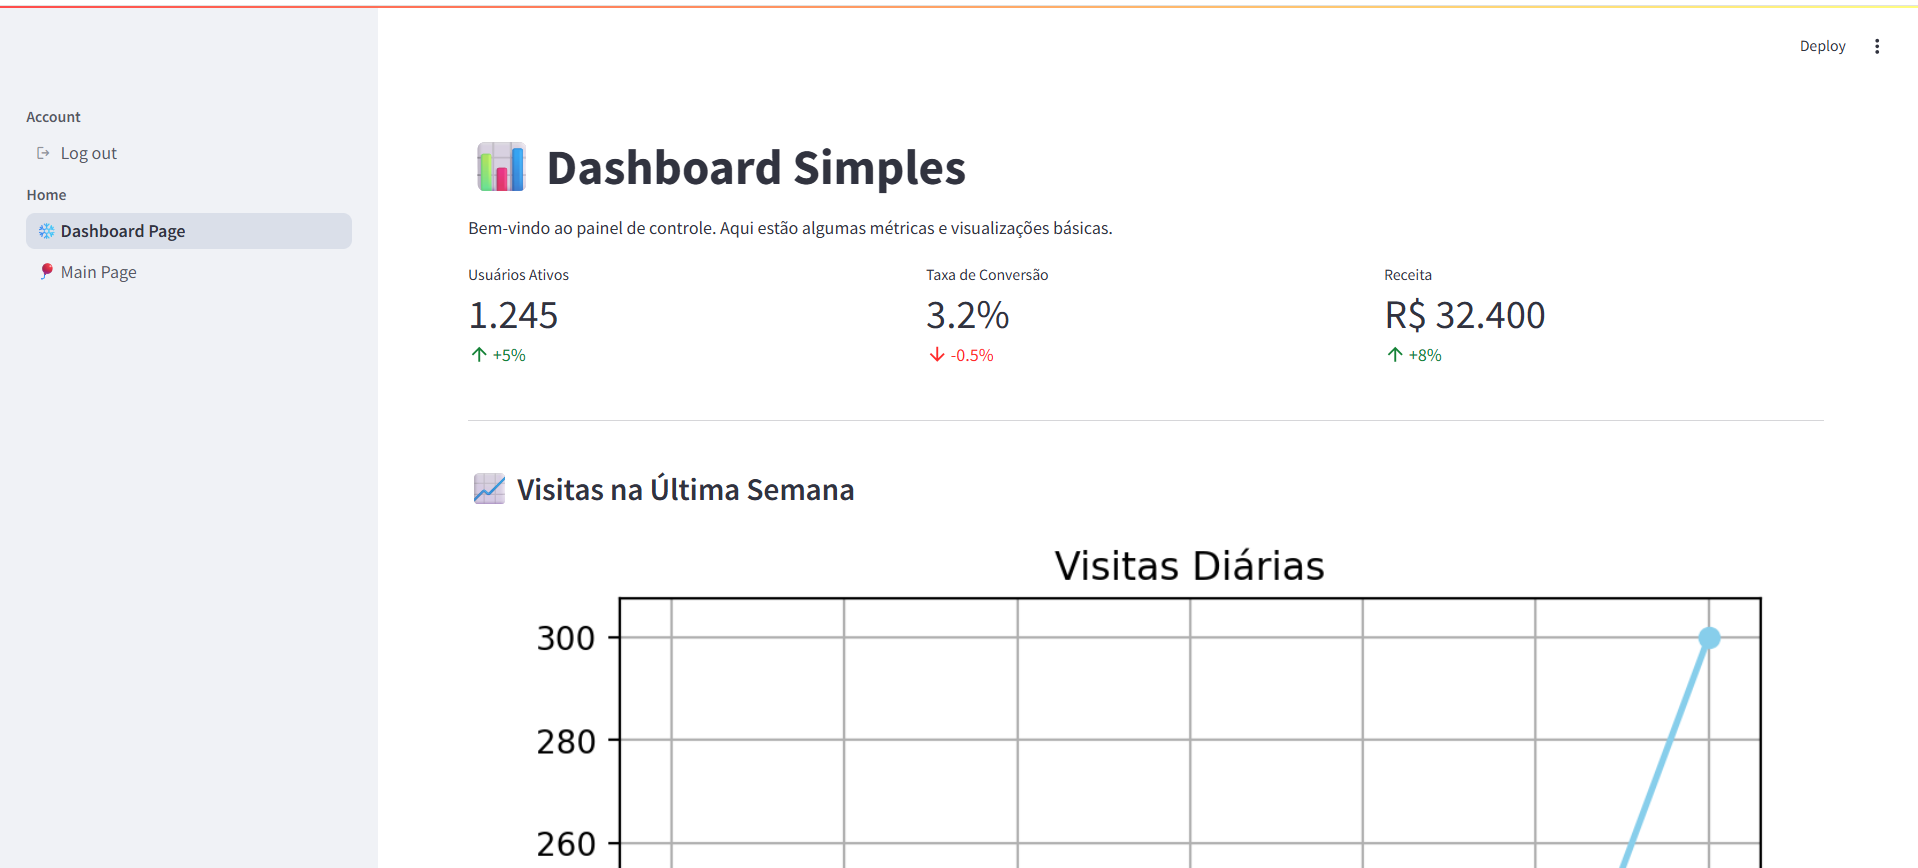 Deploy
Account
Log out
Home
Dashboard Page
Main Page
Dashboard Simples
Bem-vindo ao painel de controle. Aqui estão algumas métricas e visualizações básicas.
Usuários Ativos
1.245
+5%
Taxa de Conversão
3.2%
-0.5%
Receita
R$ 32.400
+8%
Visitas na Última Semana
Visitas Diárias
300
280
260